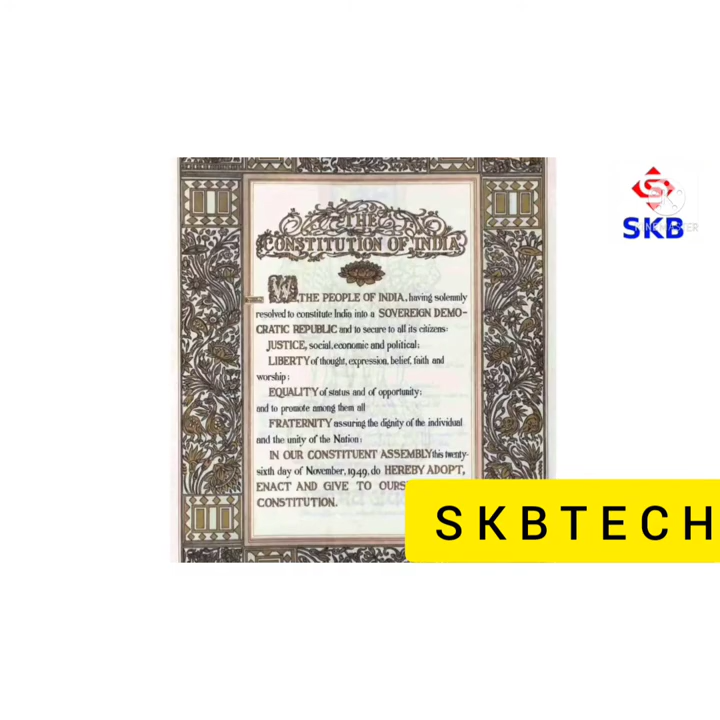 THE
CONSTITUTION OF INDIA
WE, THE PEOPLE OF INDIA, having solemnly
resolved to constitute India into a SOVEREIGN DEMO-
CRATIC REPUBLIC and to secure to all its citizens:
JUSTICE, social, economic and political;
LIBERTY of thought, expression, belief, faith and
worship;
EQUALITY of status and of opportunity;
and to promote among them all
FRATERNITY assuring the dignity of the individual
and the unity of the Nation;
IN OUR CONSTITUENT ASSEMBLY this twenty-
sixth day of November, 1949, do HEREBY ADOPT,
ENACT AND GIVE TO OURS
CONSTITUTION.
SKB
SKBTECH